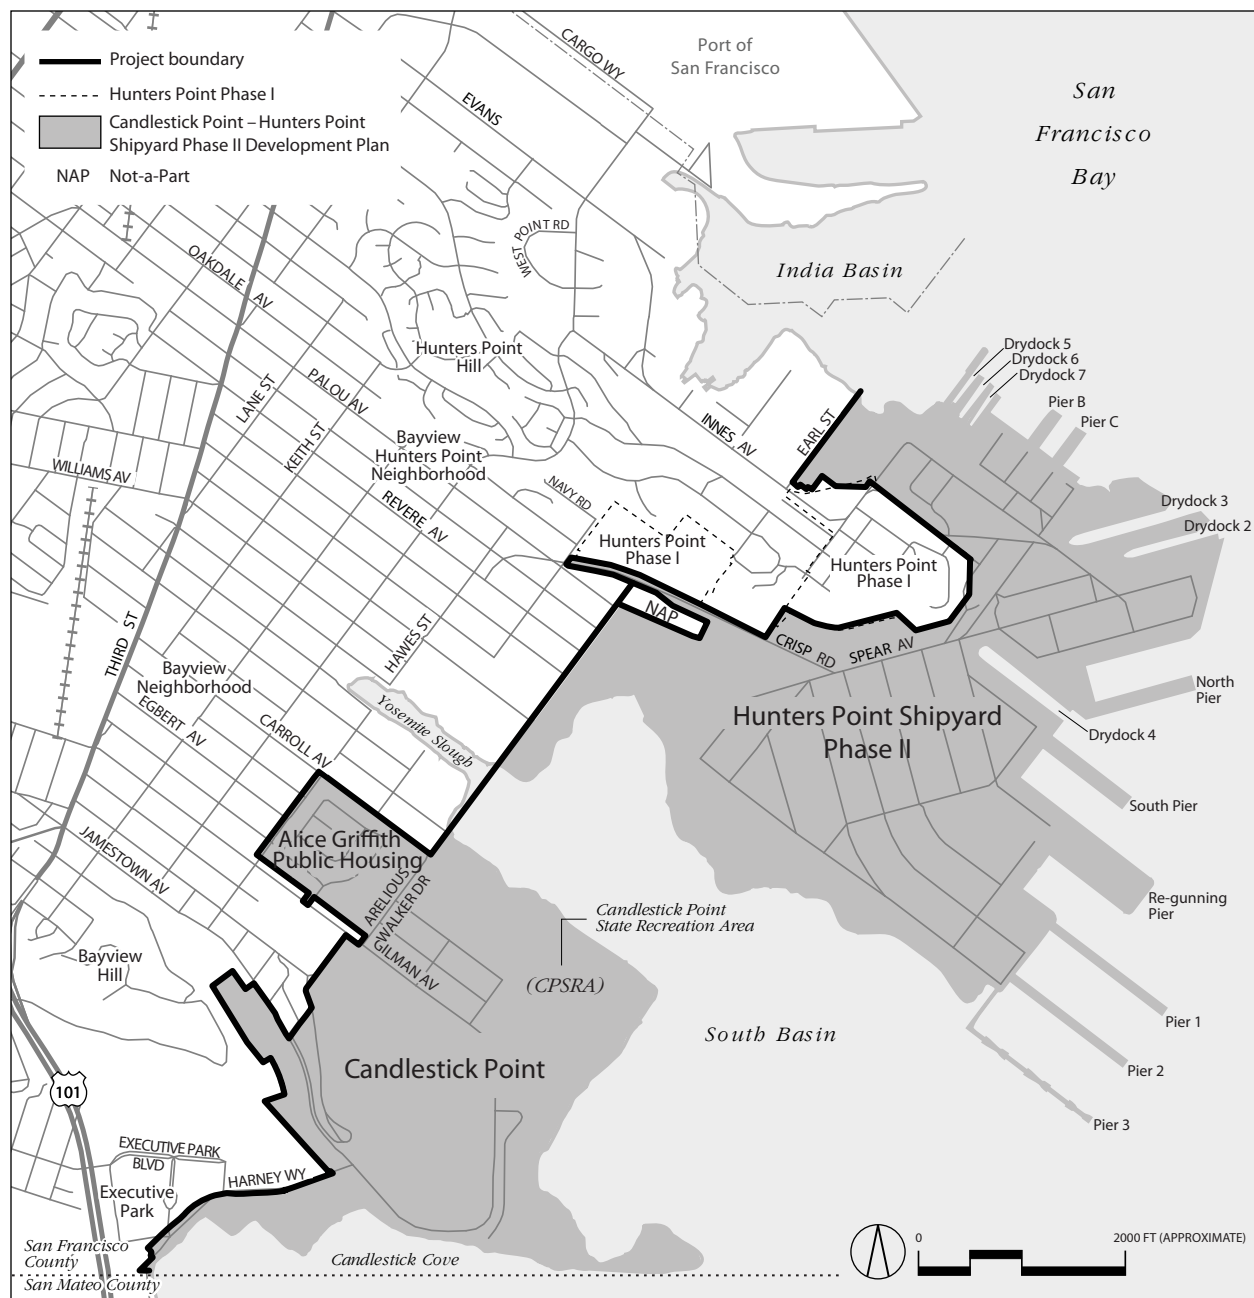 Project boundary
Hunters Point Phase I
Candlestick Point – Hunters Point
Shipyard Phase II Development Plan
NAP Not-a-Part
CARGO WY
Port of
San Francisco
EVANS
San
Francisco
Bay
WEST
POINT RD
India Basin
OAKDALE AV
Hunters Point
Hill
Drydock 5
Drydock 6
Drydock 7
Pier B
Pier C
LANE ST
PALOU AV
KEITH ST
Bayview
Hunters Point
Neighborhood
INNES AV
EARL ST
WILLIAMS AV
REVERE AV
NAVY RD
Drydock 3
Drydock 2
Hunters Point
Phase I
Hunters Point
Phase I
NAP
THIRD ST
HAWES ST
CRISP RD
SPEAR AV
Bayview
Neighborhood
EGBERT AV
CARROLL AV
Yosemite Slough
North
Pier
Hunters Point Shipyard
Phase II
Drydock 4
South Pier
JAMESTOWN AV
Alice Griffith
Public Housing
ARELIOUS
WALKER DR
GILMAN AV
Candlestick Point
State Recreation Area
(CPSRA)
Re-gunning
Pier
Bayview
Hill
South Basin
Pier 1
Candlestick Point
Pier 2
101
Pier 3
EXECUTIVE PARK
BLVD
HARNEY WY
Executive
Park
San Francisco
County
San Mateo County
Candlestick Cove
0
2000 FT (APPROXIMATE)